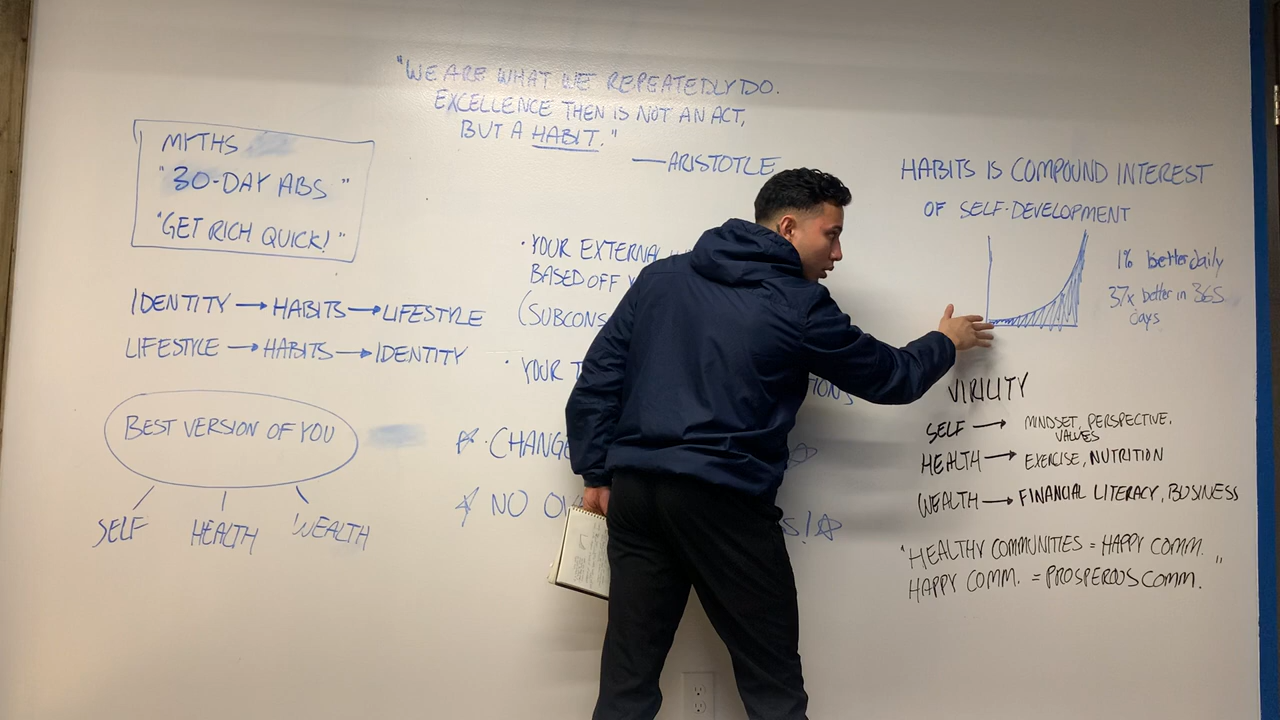 "WE ARE WHAT WE REPEATEDLY DO.
EXCELLENCE THEN IS NOT AN ACT,
BUT A HABIT."
—ARISTOTLE
MYTHS
"30-DAY ABS"
"GET RICH QUICK!"
IDENTITY → HABITS → LIFESTYLE
LIFESTYLE → HABITS → IDENTITY
BEST VERSION OF YOU
SELF HEALTH WEALTH
• YOUR EXTERNAL
BASED OFF
• YOUR
☆ • CHANGE ☆
☆ NO ☆
HABITS IS COMPOUND INTEREST
OF SELF-DEVELOPMENT
1% better daily
37x better in 365
days
VIRILITY
SELF → MINDSET, PERSPECTIVE,
VALUES
HEALTH → EXERCISE, NUTRITION
WEALTH → FINANCIAL LITERACY, BUSINESS
"HEALTHY COMMUNITIES = HAPPY COMM.
HAPPY COMM. = PROSPEROUS COMM."